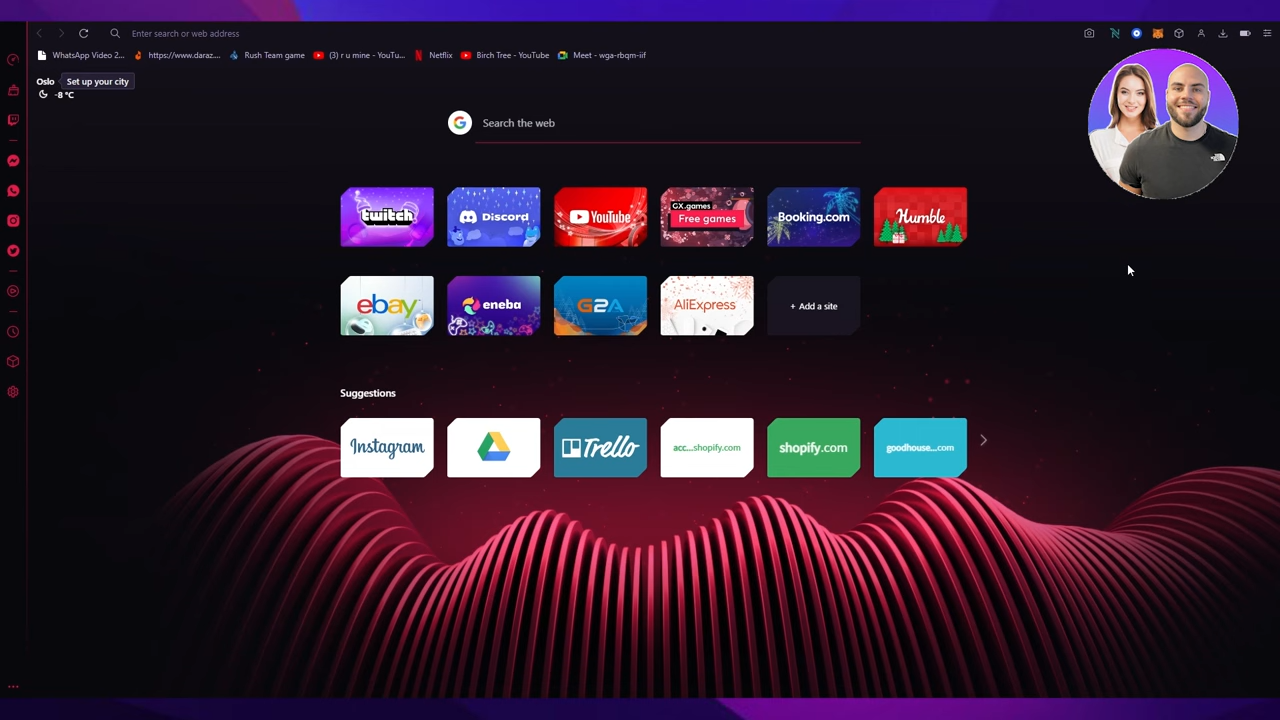 Enter search or web address
WhatsApp Video 2... https://www.daraz.... Rush Team game (3) r u mine - YouTu... Netflix Birch Tree - YouTube Meet - wga-rbqm-iif
Oslo Set up your city
-8 °C
Search the web
twitch Discord YouTube GX.games Free games Booking.com Humble
ebay eneba G2A AliExpress + Add a site
Suggestions
Instagram Trello acc...shopify.com shopify.com goodhouse...com